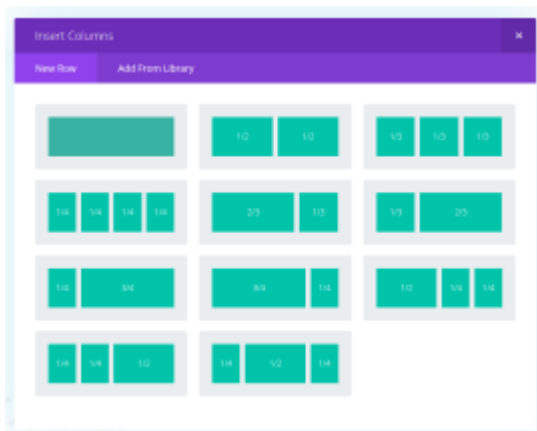 Insert Columns ×
New Row Add From Library
1/2 1/2 1/3 1/3 1/3
1/4 1/4 1/4 1/4 2/3 1/3 1/3 2/3
1/4 3/4 3/4 1/4 1/2 1/4 1/4
1/4 1/4 1/2 1/4 1/2 1/4